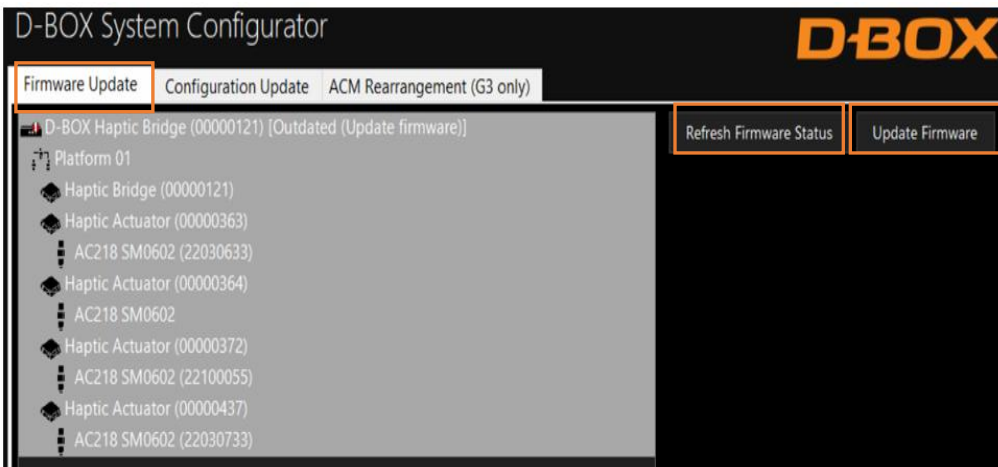 D-BOX System Configurator
D-BOX
Firmware Update Configuration Update ACM Rearrangement (G3 only)
D-BOX Haptic Bridge (00000121) [Outdated (Update firmware)]
Refresh Firmware Status Update Firmware
Platform 01
Haptic Bridge (00000121)
Haptic Actuator (00000363)
AC218 SM0602 (22030633)
Haptic Actuator (00000364)
AC218 SM0602
Haptic Actuator (00000372)
AC218 SM0602 (22100055)
Haptic Actuator (00000437)
AC218 SM0602 (22030733)